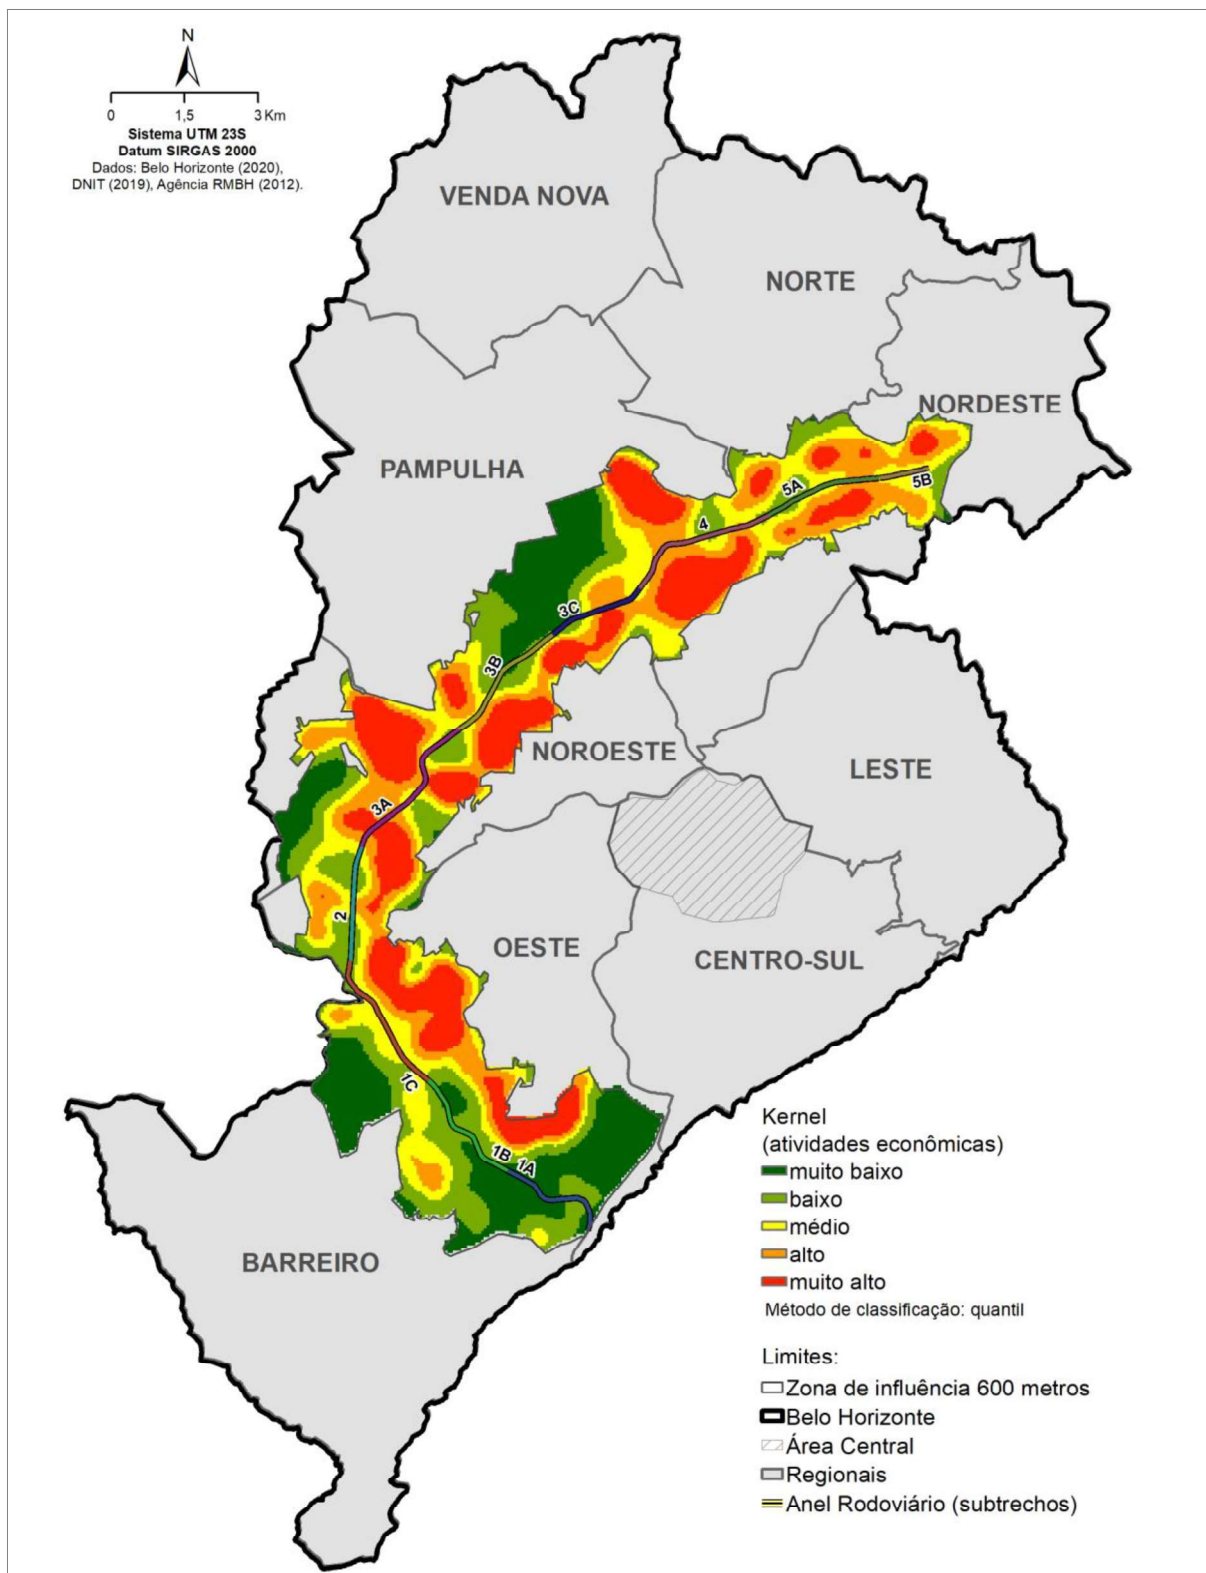 N
0 1,5 3 Km
Sistema UTM 23S
Datum SIRGAS 2000
Dados: Belo Horizonte (2020),
DNIT (2019), Agência RMBH (2012).
VENDA NOVA
NORTE
NORDESTE
PAMPULHA
5A
5B
4
3C
3B
NOROESTE
LESTE
3A
2
OESTE
CENTRO-SUL
1C
1B
1A
BARREIRO
Kernel
(atividades econômicas)
muito baixo
baixo
médio
alto
muito alto
Método de classificação: quantil
Limites:
Zona de influência 600 metros
Belo Horizonte
Área Central
Regionais
Anel Rodoviário (subtrechos)